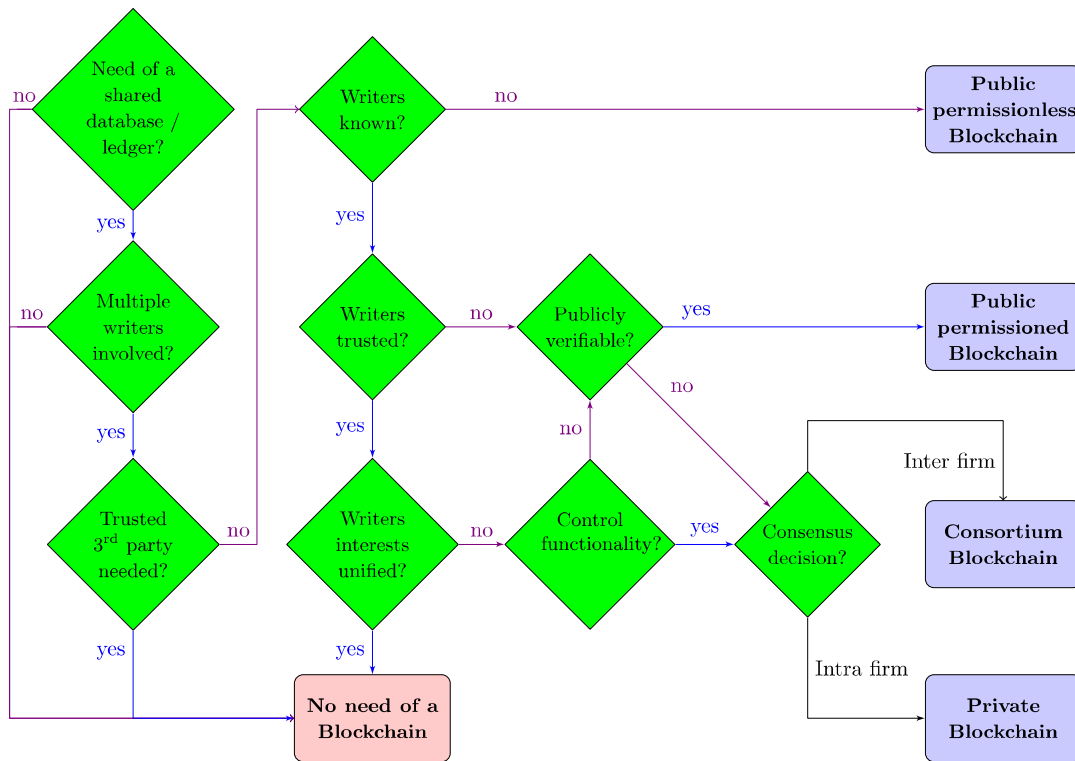 Need of a
shared
database /
ledger?
no
yes
Multiple
writers
involved?
no
yes
Trusted
3rd party
needed?
no
yes
Writers
known?
no
yes
Writers
trusted?
no
yes
Writers
interests
unified?
no
yes
No need of a
Blockchain
Publicly
verifiable?
yes
no
no
Control
functionality?
yes
Consensus
decision?
Inter firm
Intra firm
Public
permissionless
Blockchain
Public
permissioned
Blockchain
Consortium
Blockchain
Private
Blockchain